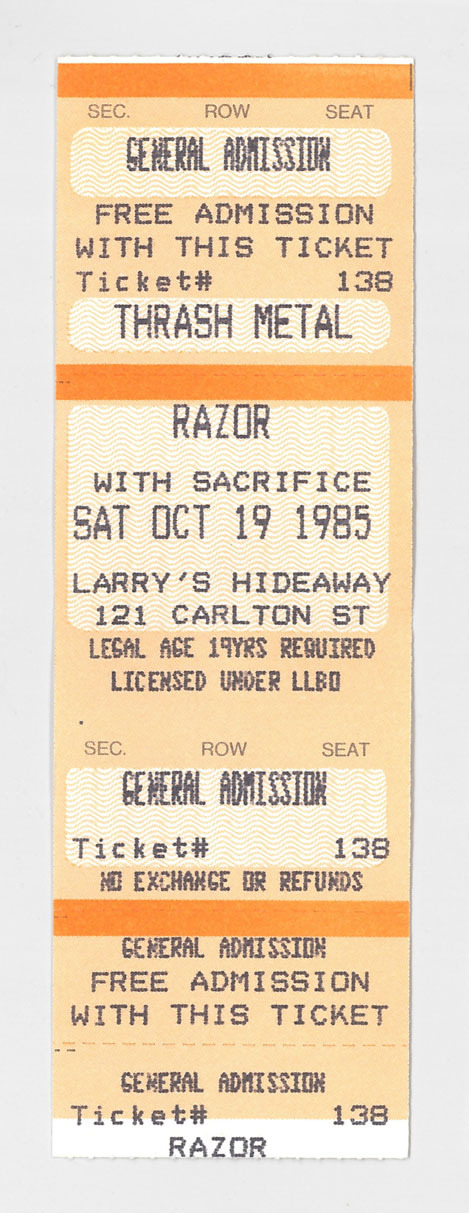 SEC. ROW SEAT
GENERAL ADMISSION
FREE ADMISSION
WITH THIS TICKET
Ticket# 138
THRASH METAL
RAZOR
WITH SACRIFICE
SAT OCT 19 1985
LARRY'S HIDEAWAY
121 CARLTON ST
LEGAL AGE 19YRS REQUIRED
LICENSED UNDER LLBO
SEC. ROW SEAT
GENERAL ADMISSION
Ticket# 138
NO EXCHANGE OR REFUNDS
GENERAL ADMISSION
FREE ADMISSION
WITH THIS TICKET
GENERAL ADMISSION
Ticket# 138
RAZOR